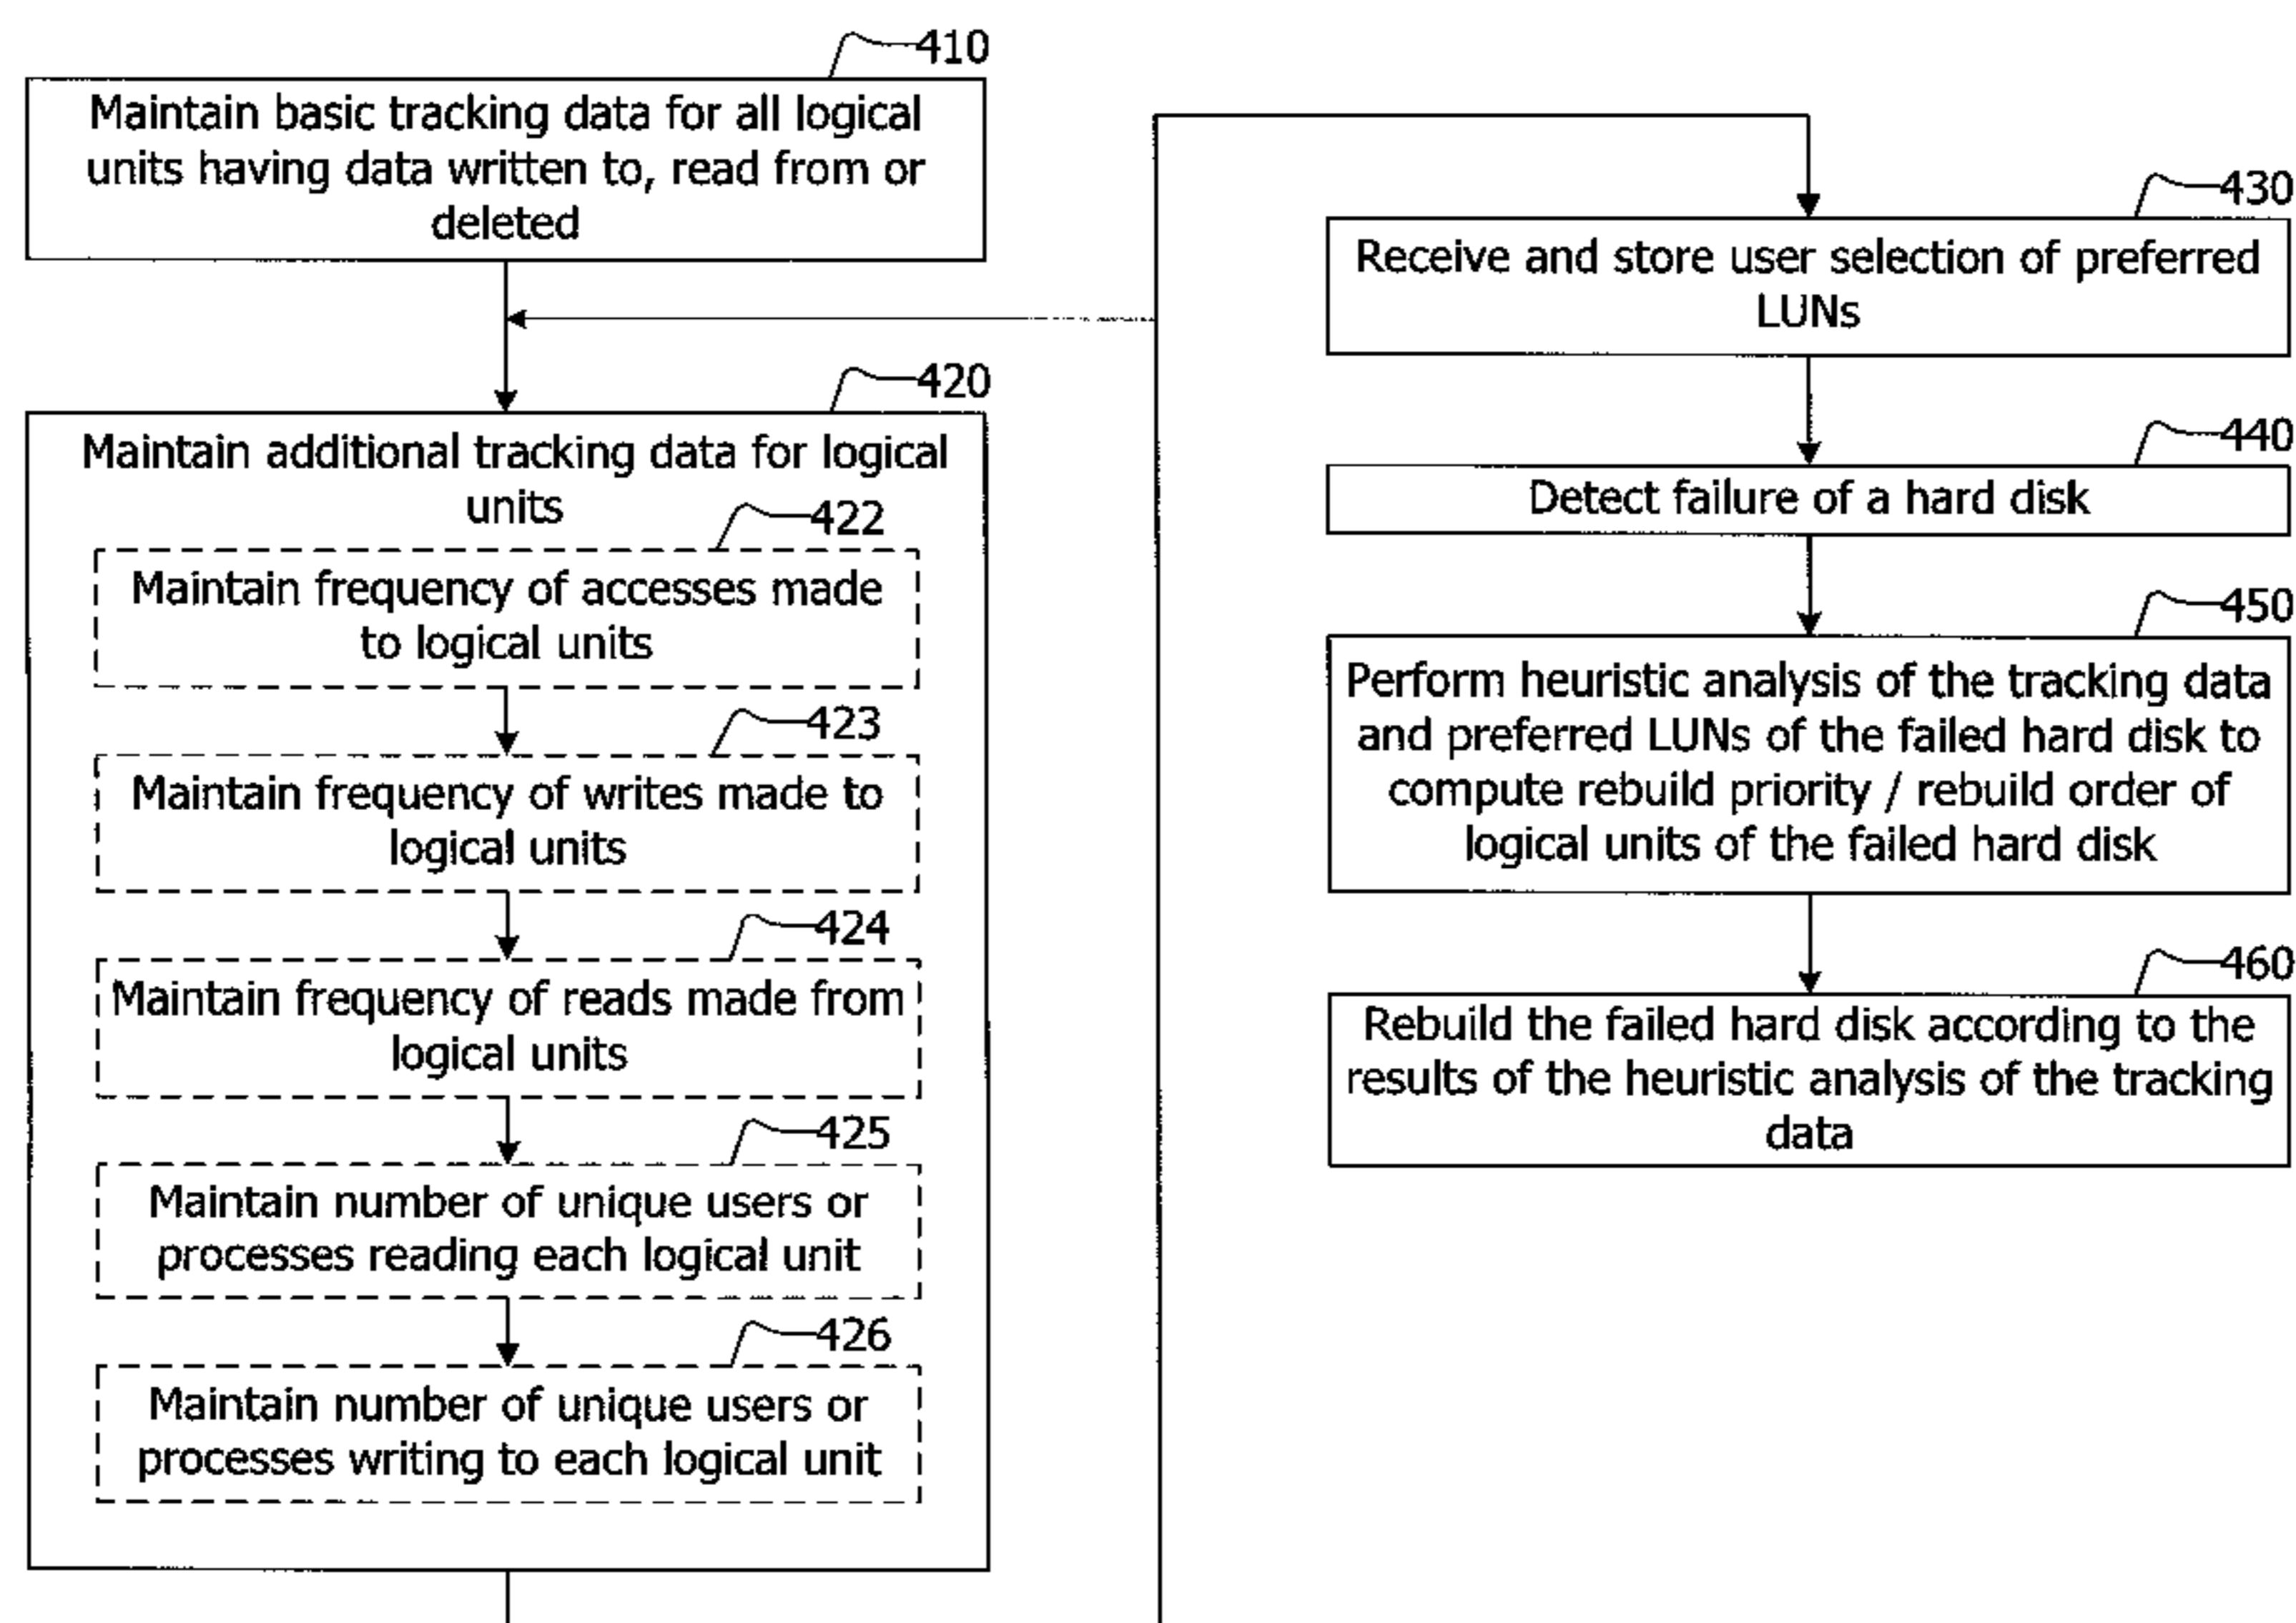 410
Maintain basic tracking data for all logical
units having data written to, read from or
deleted
420
Maintain additional tracking data for logical
units
422
Maintain frequency of accesses made
to logical units
423
Maintain frequency of writes made to
logical units
424
Maintain frequency of reads made from
logical units
425
Maintain number of unique users or
processes reading each logical unit
426
Maintain number of unique users or
processes writing to each logical unit
430
Receive and store user selection of preferred
LUNs
440
Detect failure of a hard disk
450
Perform heuristic analysis of the tracking data
and preferred LUNs of the failed hard disk to
compute rebuild priority / rebuild order of
logical units of the failed hard disk
460
Rebuild the failed hard disk according to the
results of the heuristic analysis of the tracking
data